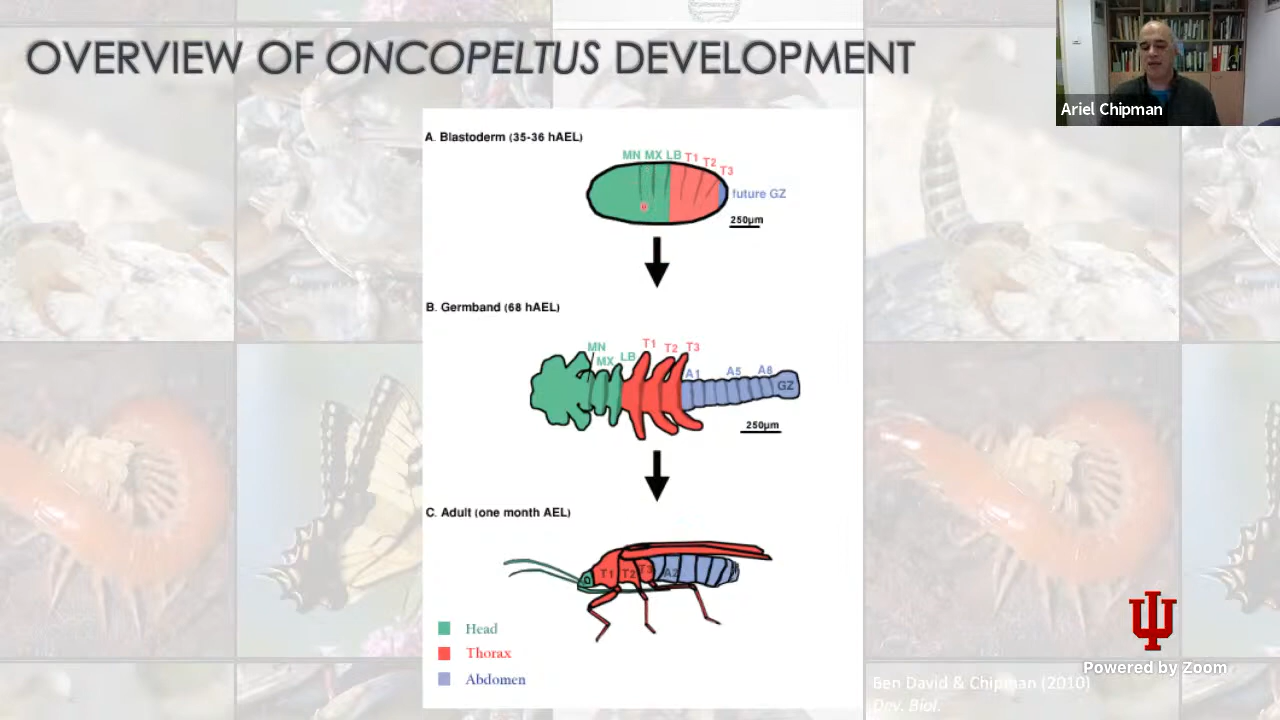 OVERVIEW OF ONCOPELTUS DEVELOPMENT
Ariel Chipman
A. Blastoderm (35-36 hAEL)
MN MX LB T1 T2 T3
future GZ
250µm
B. Germband (68 hAEL)
MN MX LB T1 T2 T3
A1 A5 A8
GZ
250µm
C. Adult (one month AEL)
T1 T2 T3 A2
Head
Thorax
Abdomen
Powered by Zoom
Ben David & Chipman (2010)
Dev. Biol.